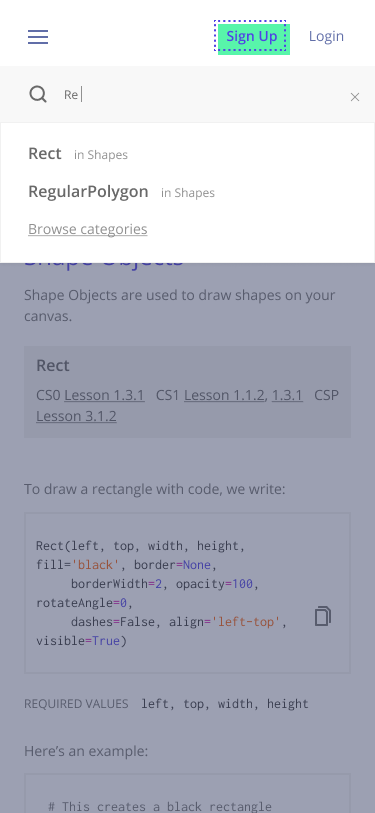 Sign Up Login
Re
Rect in Shapes
RegularPolygon in Shapes
Browse categories
Shape Objects
Shape Objects are used to draw shapes on your
canvas.
Rect
CS0 Lesson 1.3.1 CS1 Lesson 1.1.2, 1.3.1 CSP
Lesson 3.1.2
To draw a rectangle with code, we write:
Rect(left, top, width, height,
fill='black', border=None,
borderWidth=2, opacity=100,
rotateAngle=0,
dashes=False, align='left-top',
visible=True)
REQUIRED VALUES left, top, width, height
Here's an example:
# This creates a black rectangle